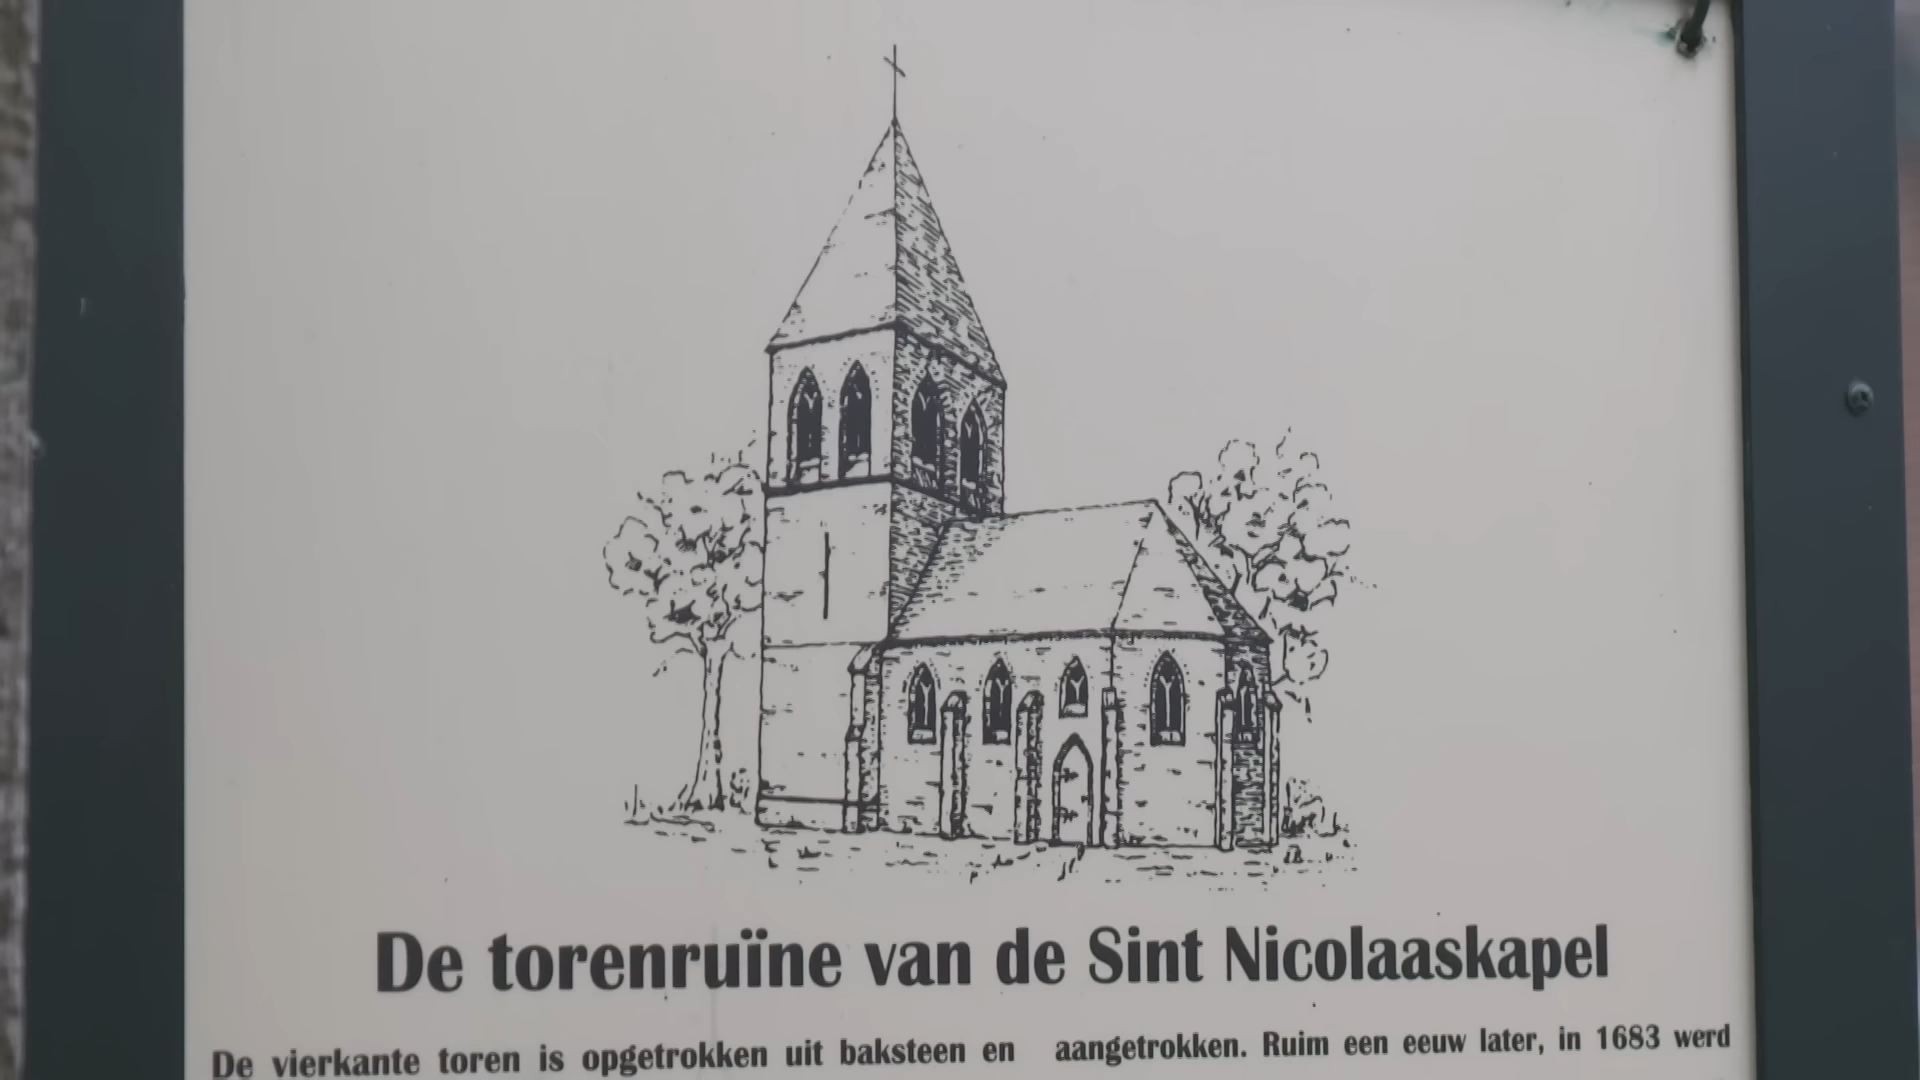 De torenruïne van de Sint Nicolaaskapel
De vierkante toren is opgetrokken uit baksteen en
aangetrokken. Ruim een eeuw later, in 1683 werd